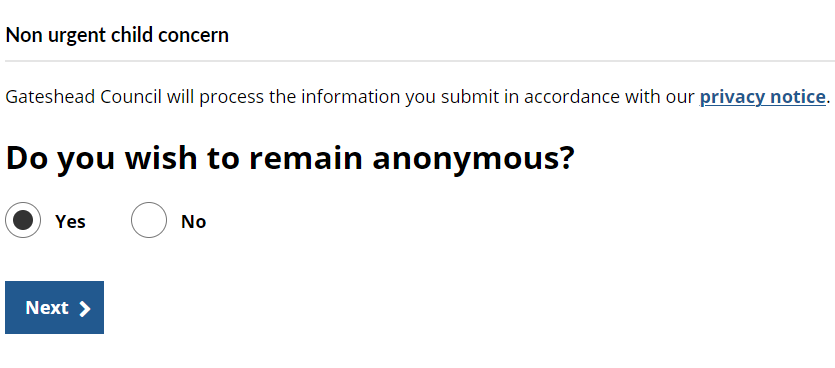 Non urgent child concern
Gateshead Council will process the information you submit in accordance with our privacy notice.
Do you wish to remain anonymous?
Yes No
Next